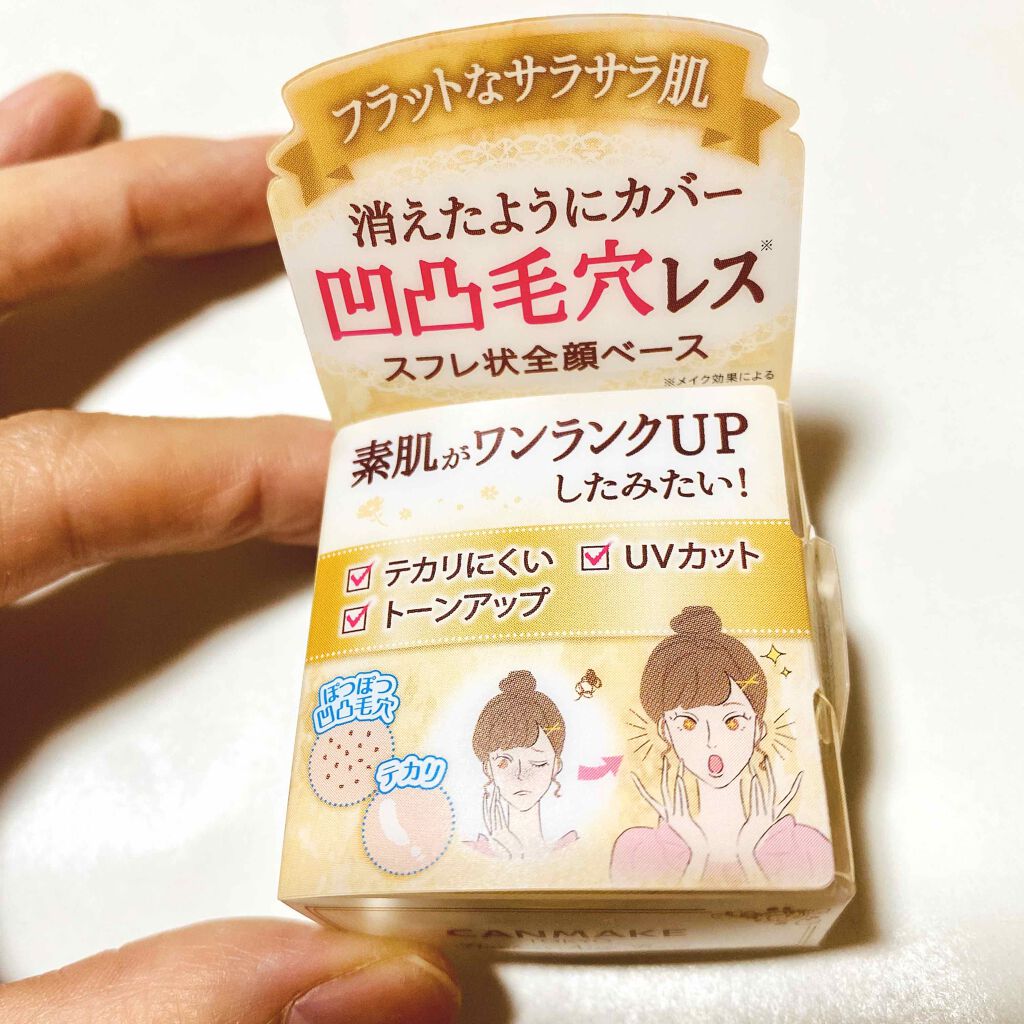 フラットなサラサラ肌
消えたようにカバー
凹凸毛穴レス※
スフレ状全顔ベース
※メイク効果による
素肌がワンランクUP
したみたい!
テカリにくい
UVカット
トーンアップ
ぽつぽつ
凹凸毛穴
テカリ
CANMAKE